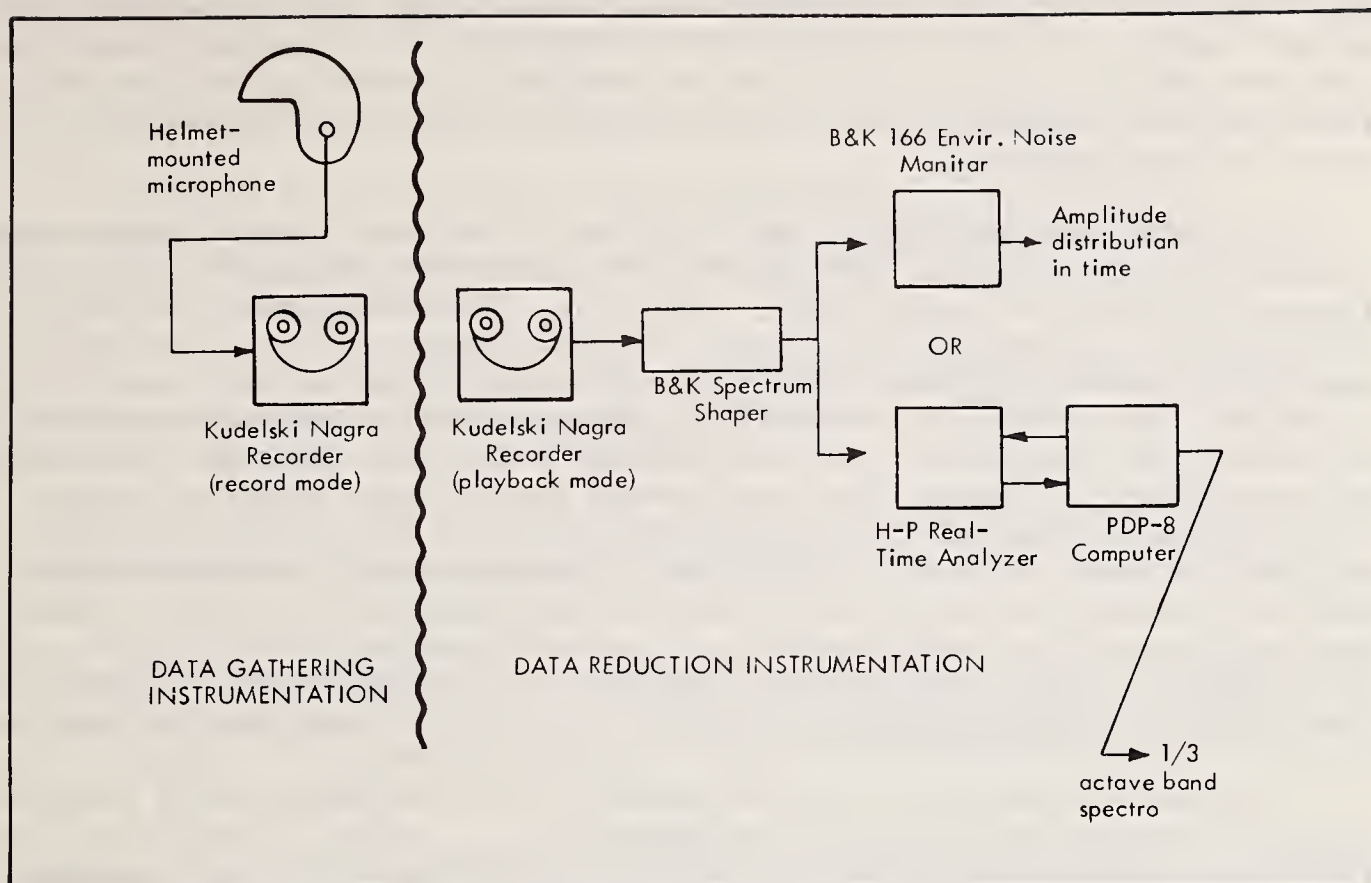 Helmet-
mounted
microphone
Kudelski Nagra
Recorder
(record mode)
DATA GATHERING
INSTRUMENTATION
Kudelski Nagra
Recorder
(playback mode)
B&K Spectrum
Shaper
B&K 166 Envir. Noise
Manitar
Amplitude
distribution
in time
OR
H-P Real-
Time Analyzer
PDP-8
Computer
DATA REDUCTION INSTRUMENTATION
1/3
actave band
spectro